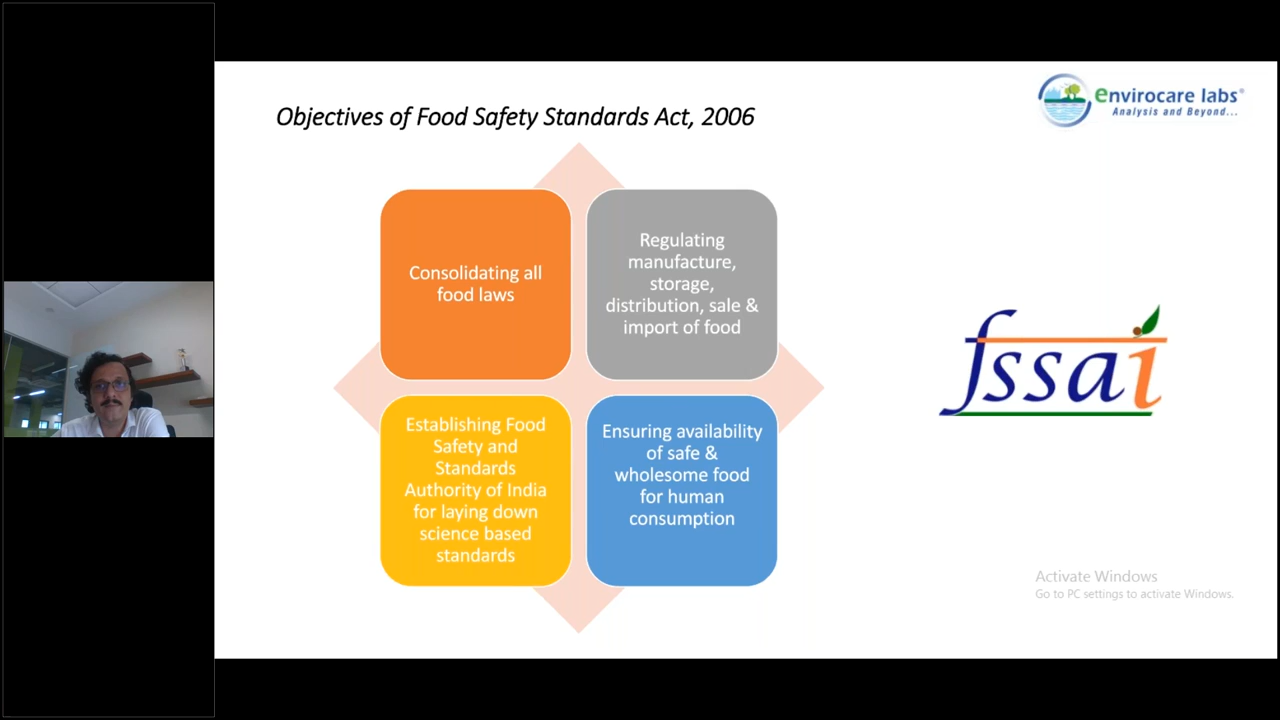 Objectives of Food Safety Standards Act, 2006
envirocare labs®
Analysis and Beyond...
Consolidating all
food laws
Regulating
manufacture,
storage,
distribution, sale &
import of food
Establishing Food
Safety and
Standards
Authority of India
for laying down
science based
standards
Ensuring availability
of safe &
wholesome food
for human
consumption
fssai
Activate Windows
Go to PC settings to activate Windows.